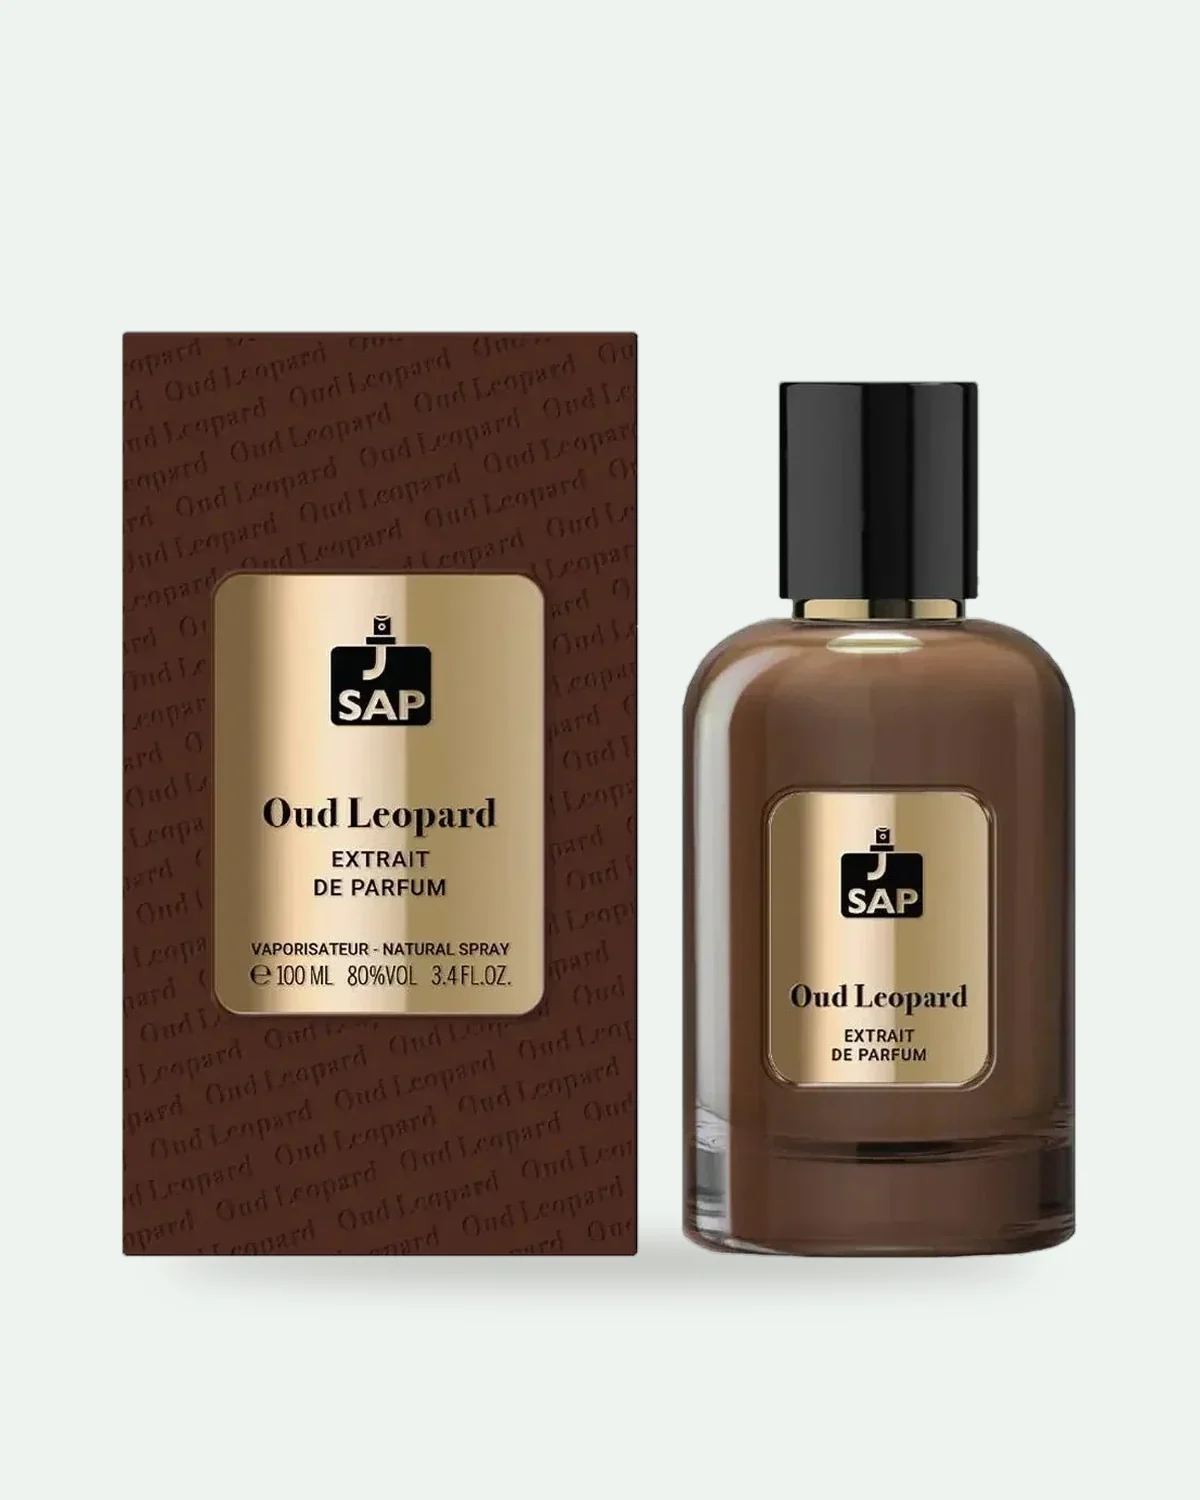 J
SAP
Oud Leopard
EXTRAIT
DE PARFUM
VAPORISATEUR - NATURAL SPRAY
℮ 100 ML 80%VOL 3.4 FL.OZ.
J
SAP
Oud Leopard
EXTRAIT
DE PARFUM